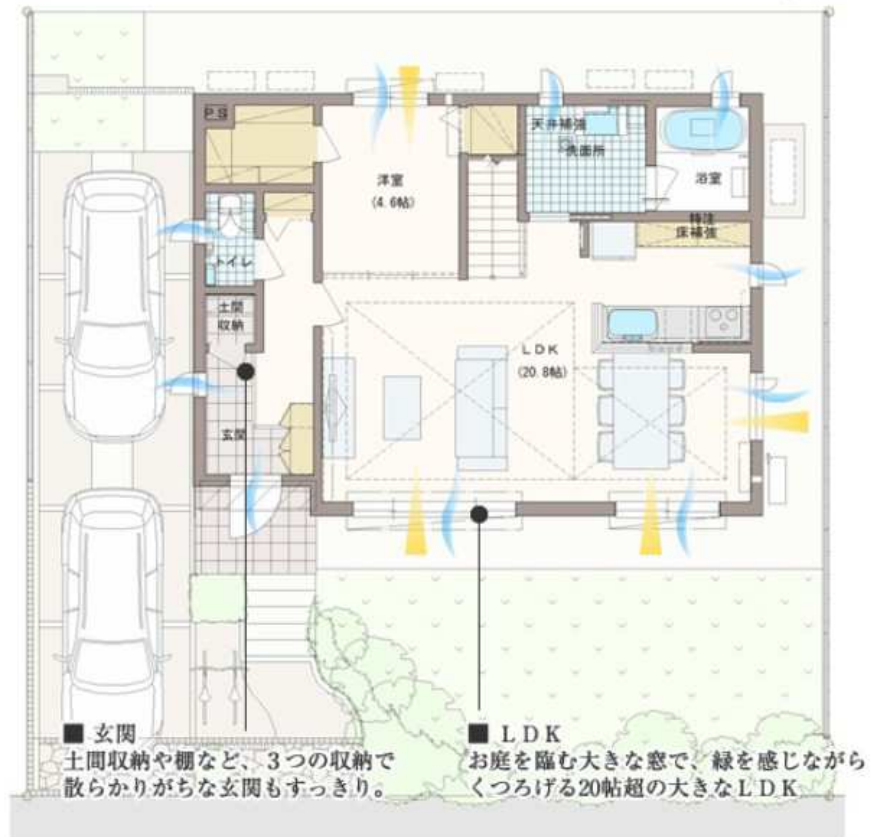 P.S
天井補強
洗面所
洋室
(4.6帖)
浴室
特注
床補強
トイレ
土間
収納
LDK
(20.8帖)
玄関
■ 玄関
土間収納や棚など、3つの収納で
散らかりがちな玄関もすっきり。
■ LDK
お庭を臨む大きな窓で、緑を感じながら
くつろげる20帖超の大きなLDK